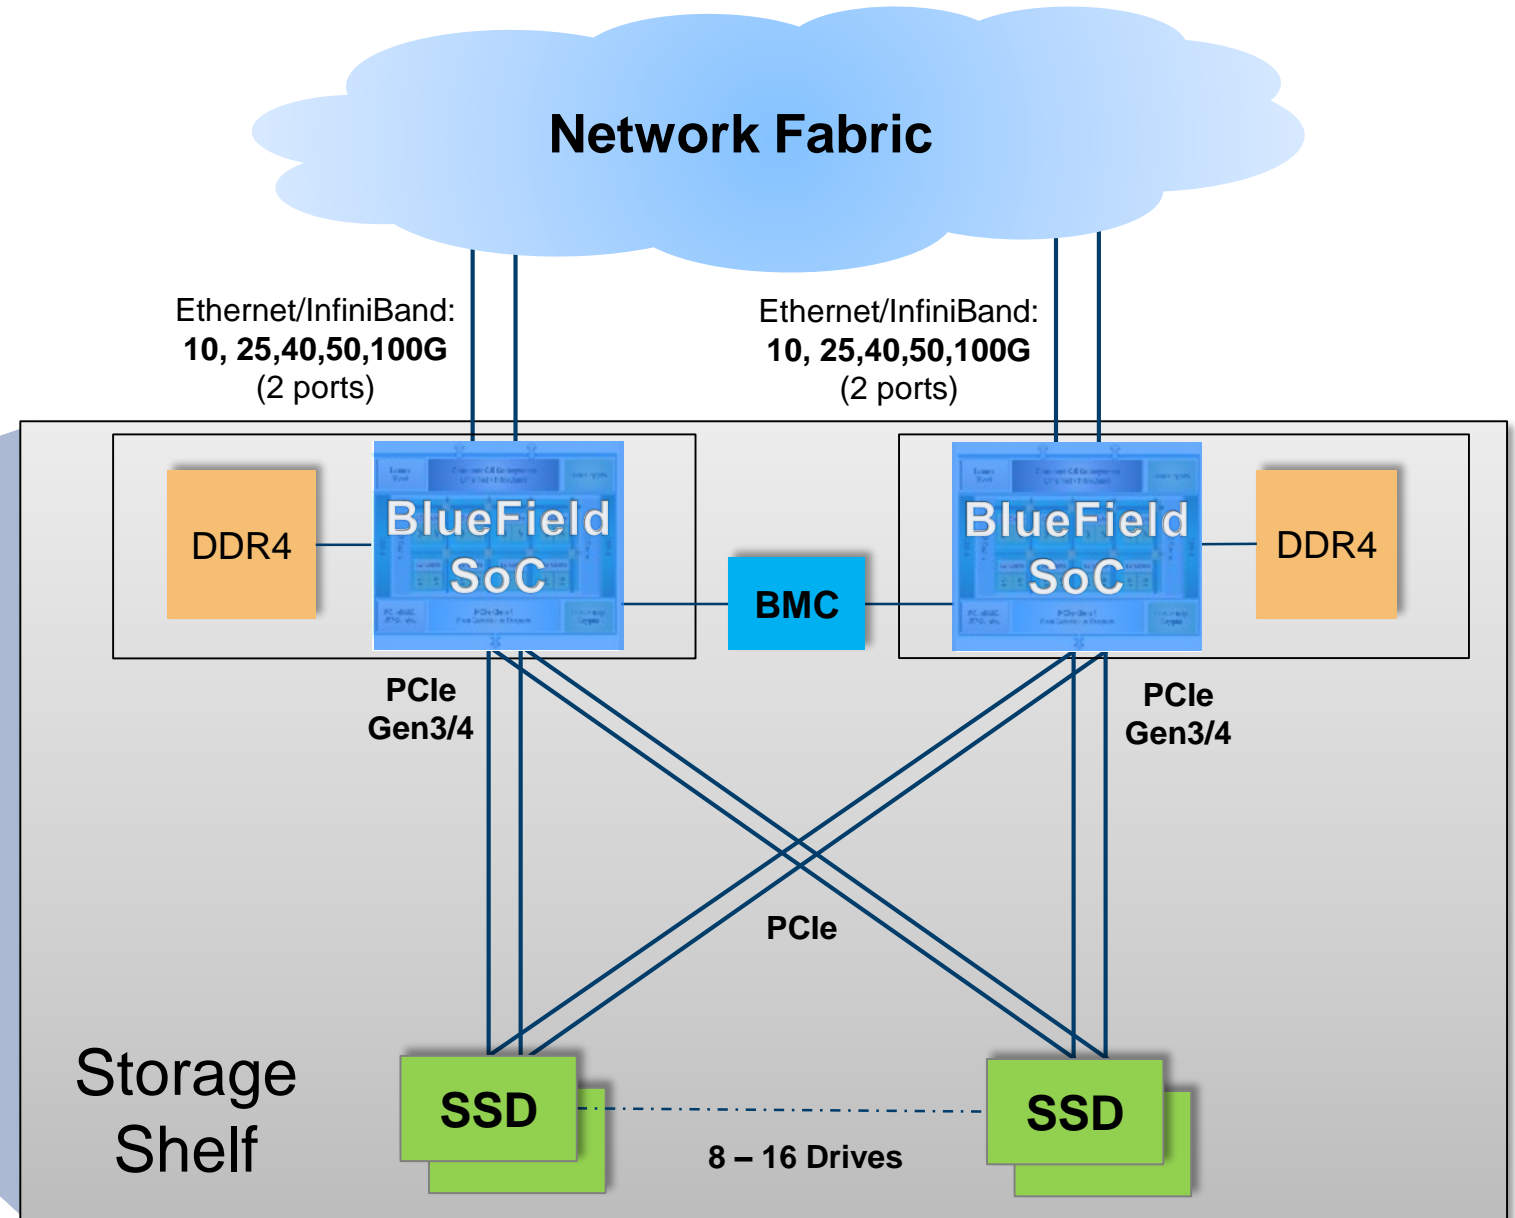 Network Fabric
Ethernet/InfiniBand:
10, 25,40,50,100G
(2 ports)
Ethernet/InfiniBand:
10, 25,40,50,100G
(2 ports)
DDR4
BlueField
SoC
BMC
BlueField
SoC
DDR4
PCIe
Gen3/4
PCIe
Gen3/4
PCIe
Storage
Shelf
SSD
SSD
8 – 16 Drives